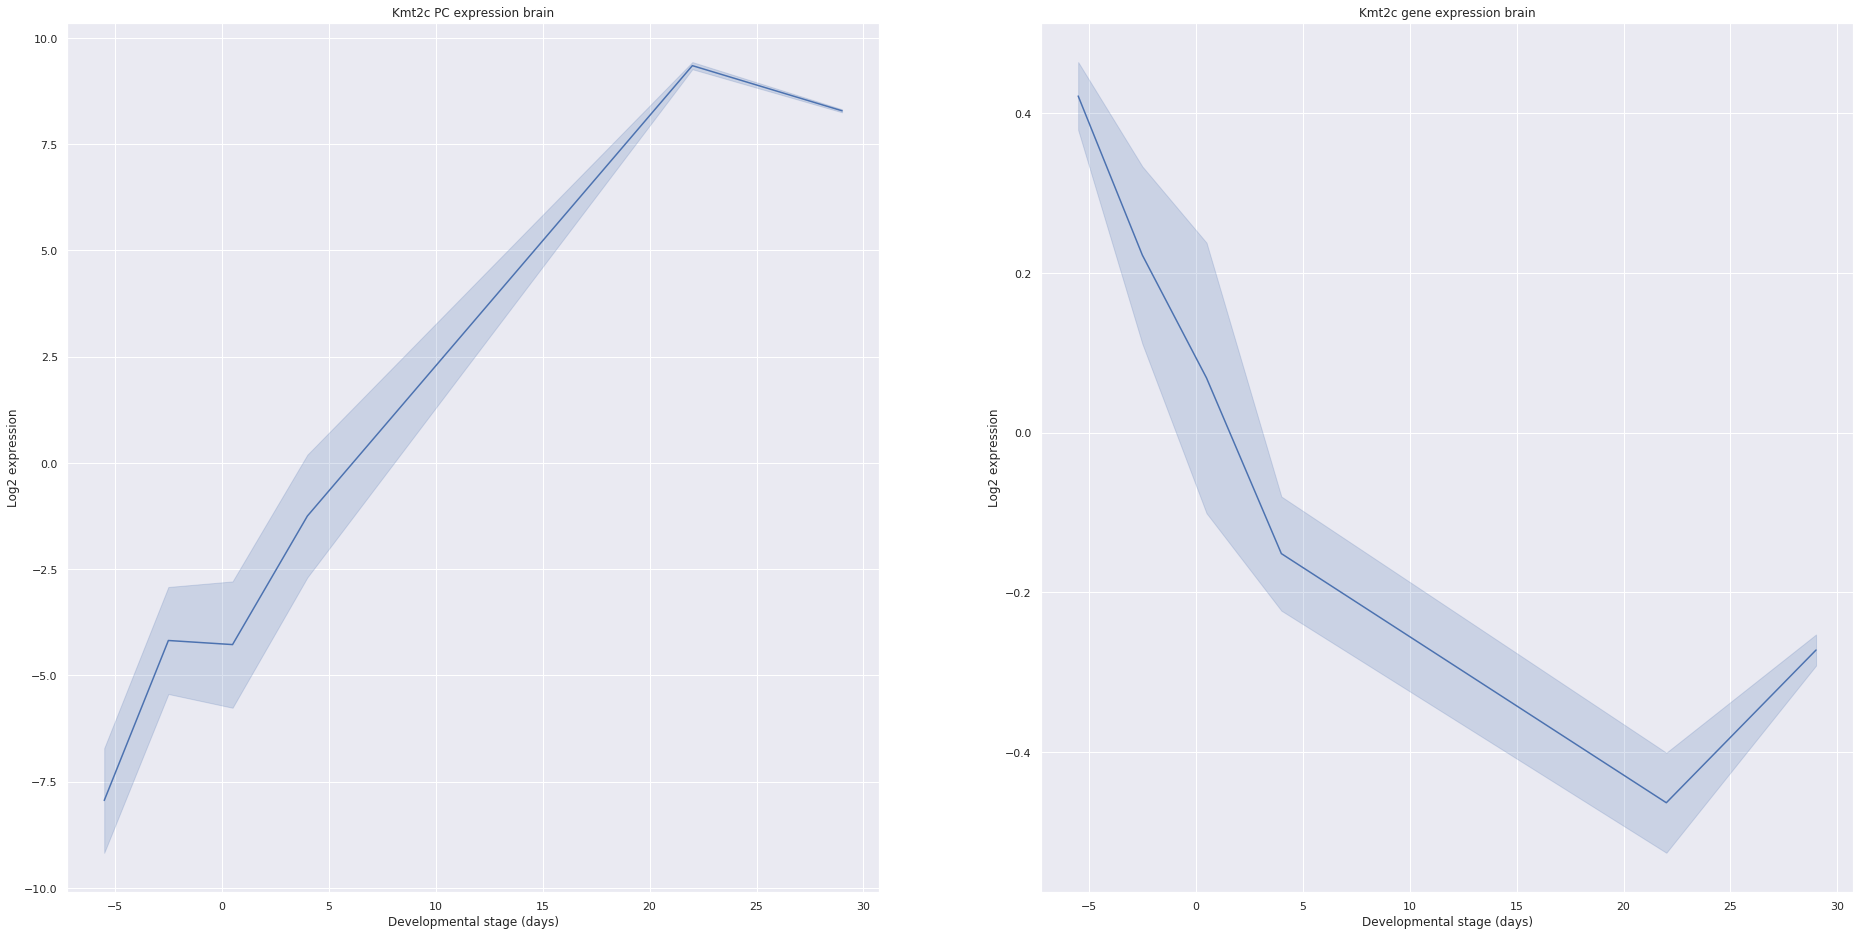 Kmt2c PC expression brain
10.0
7.5
5.0
2.5
0.0
−2.5
−5.0
−7.5
−10.0
Log2 expression
−5 0 5 10 15 20 25 30
Developmental stage (days)
Kmt2c gene expression brain
0.4
0.2
0.0
−0.2
−0.4
Log2 expression
−5 0 5 10 15 20 25 30
Developmental stage (days)